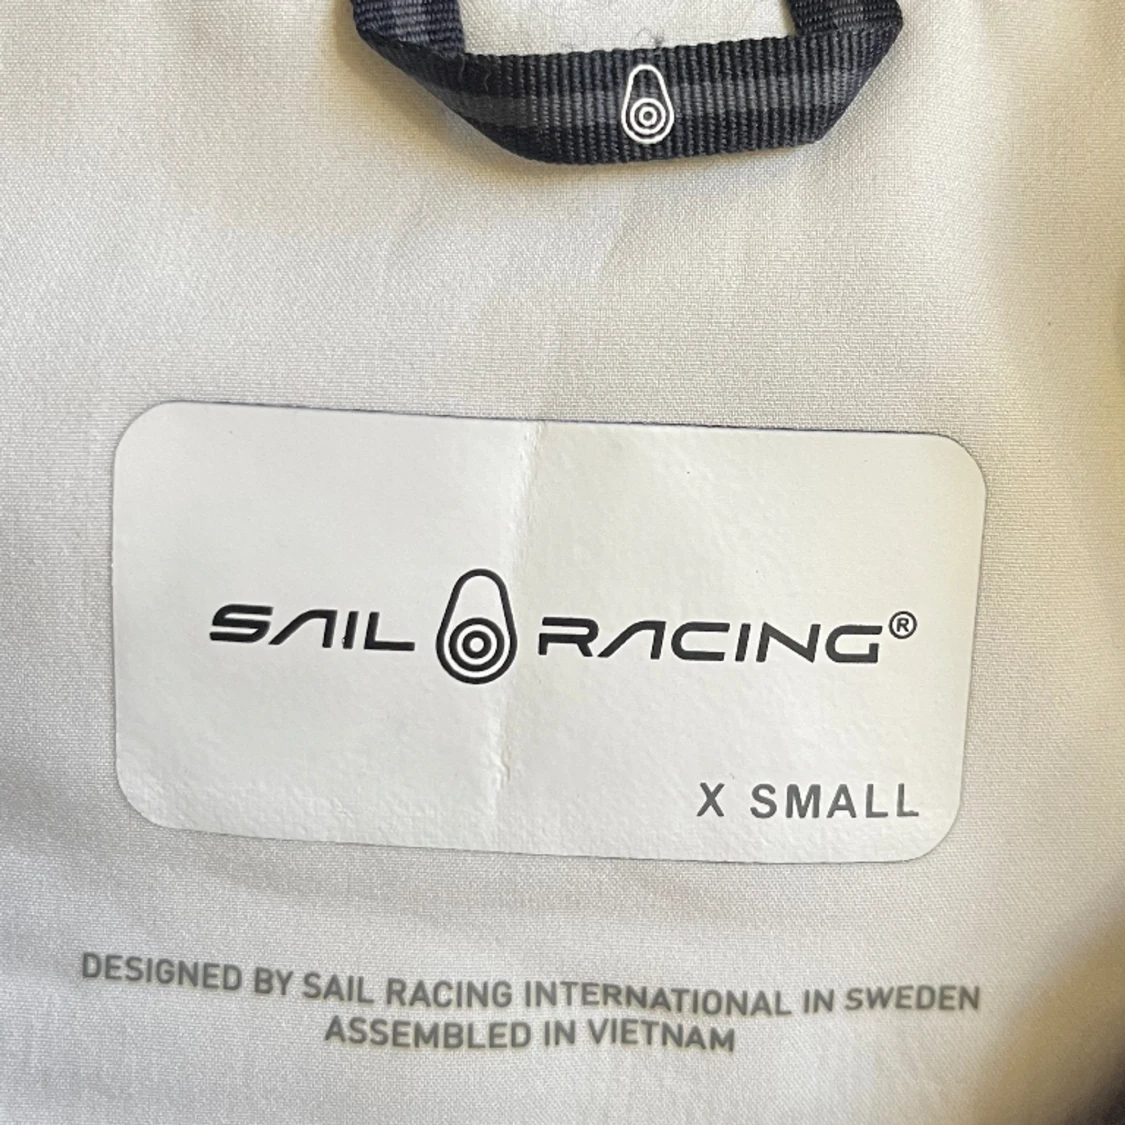 SAIL RACING®
X SMALL
DESIGNED BY SAIL RACING INTERNATIONAL IN SWEDEN
ASSEMBLED IN VIETNAM